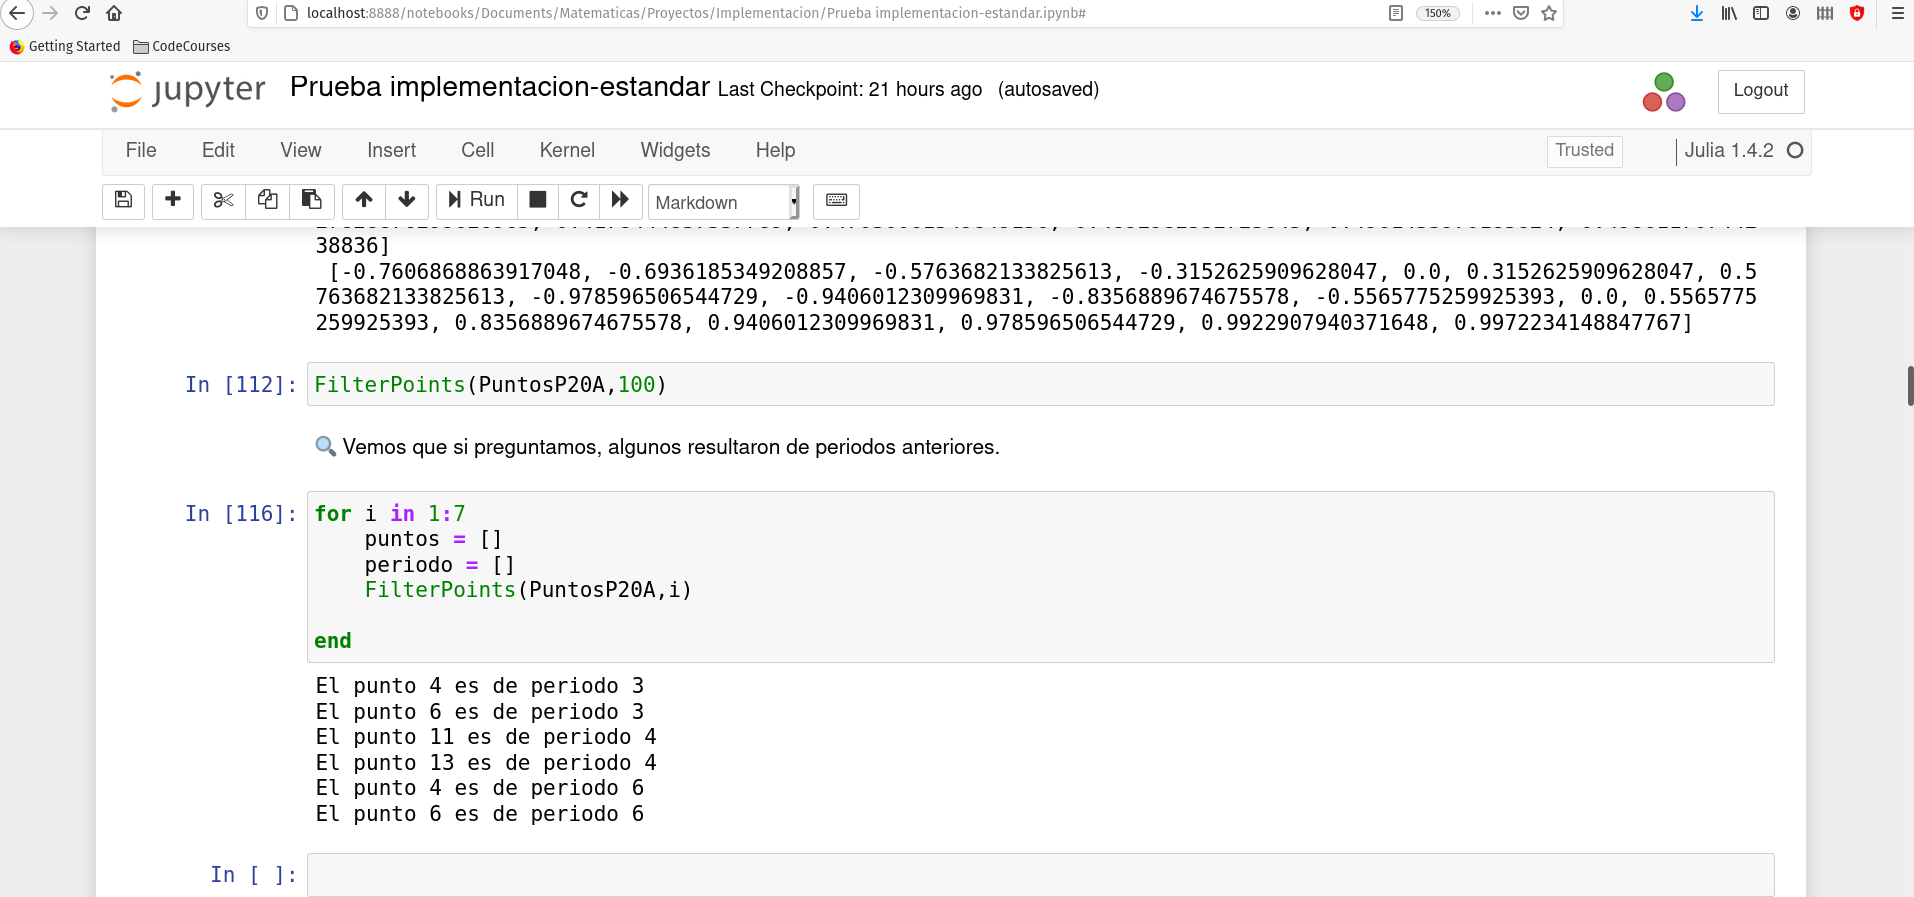 localhost:8888/notebooks/Documents/Matematicas/Proyectos/Implementacion/Prueba implementacion-estandar.ipynb#
150%
Getting Started
CodeCourses
jupyter
Prueba implementacion-estandar Last Checkpoint: 21 hours ago (autosaved)
Logout
File Edit View Insert Cell Kernel Widgets Help
Trusted
Julia 1.4.2
Run
Markdown
38836]
[-0.7606868863917048, -0.6936185349208857, -0.5763682133825613, -0.3152625909628047, 0.0, 0.3152625909628047, 0.5
763682133825613, -0.978596506544729, -0.9406012309969831, -0.8356889674675578, -0.5565775259925393, 0.0, 0.5565775
259925393, 0.8356889674675578, 0.9406012309969831, 0.978596506544729, 0.9922907940371648, 0.9972234148847767]
In [112]: FilterPoints(PuntosP20A,100)
Vemos que si preguntamos, algunos resultaron de periodos anteriores.
In [116]: for i in 1:7
puntos = []
periodo = []
FilterPoints(PuntosP20A,i)
end
El punto 4 es de periodo 3
El punto 6 es de periodo 3
El punto 11 es de periodo 4
El punto 13 es de periodo 4
El punto 4 es de periodo 6
El punto 6 es de periodo 6
In [ ]: